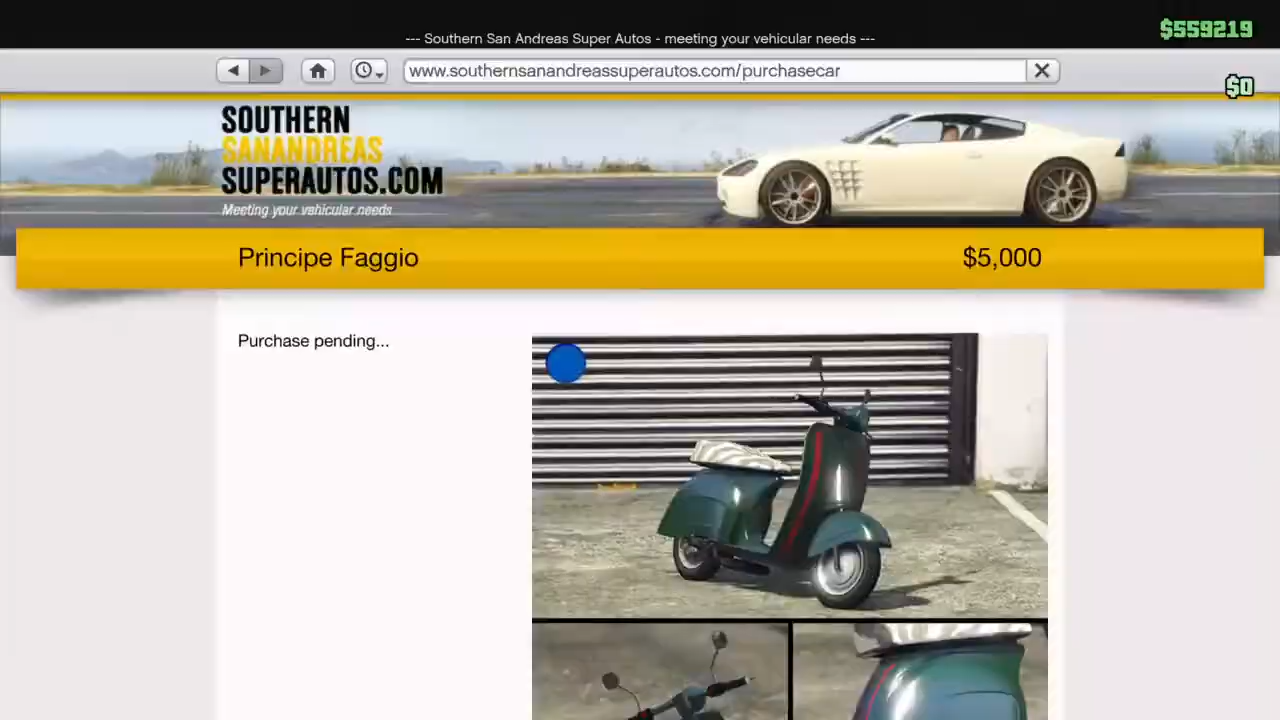 --- Southern San Andreas Super Autos - meeting your vehicular needs ---
$559219
www.southernsanandreassuperautos.com/purchasecar
$0
SOUTHERN
SANANDREAS
SUPERAUTOS.COM
Meeting your vehicular needs
Principe Faggio $5,000
Purchase pending...